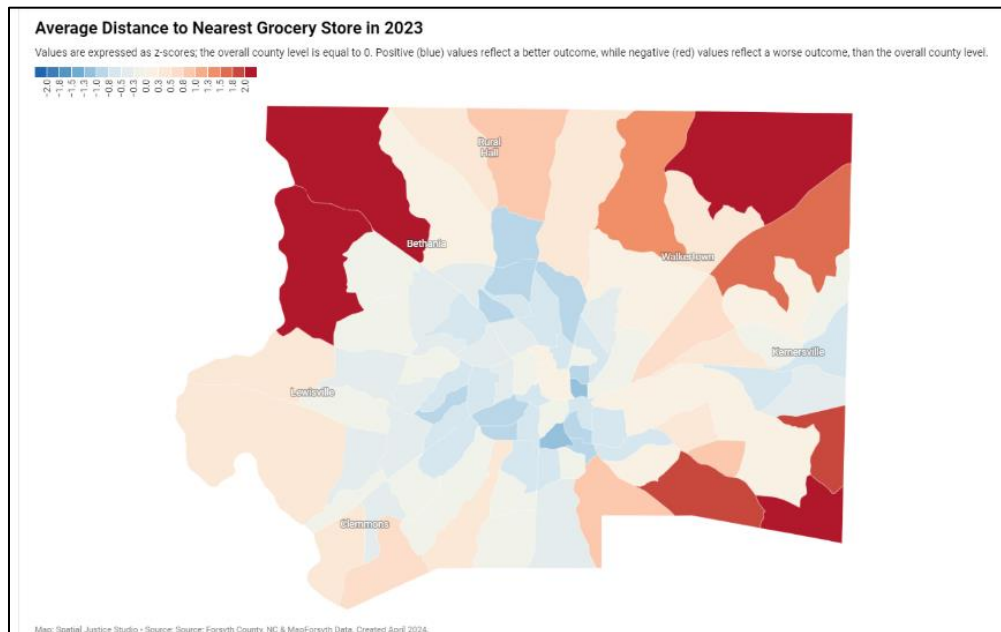 Average Distance to Nearest Grocery Store in 2023
Values are expressed as z-scores; the overall county level is equal to 0. Positive (blue) values reflect a better outcome, while negative (red) values reflect a worse outcome, than the overall county level.
-2.0 -1.8 -1.5 -1.3 -1.0 -0.8 -0.5 -0.3 0.0 0.3 0.5 0.8 1.0 1.3 1.5 1.8 2.0
Rural
Hall
Bethania
Walkertown
Kernersville
Lewisville
Clemmons
Map: Spatial Justice Studio • Source: Source: Forsyth County, NC & MapForsyth Data. Created April 2024.